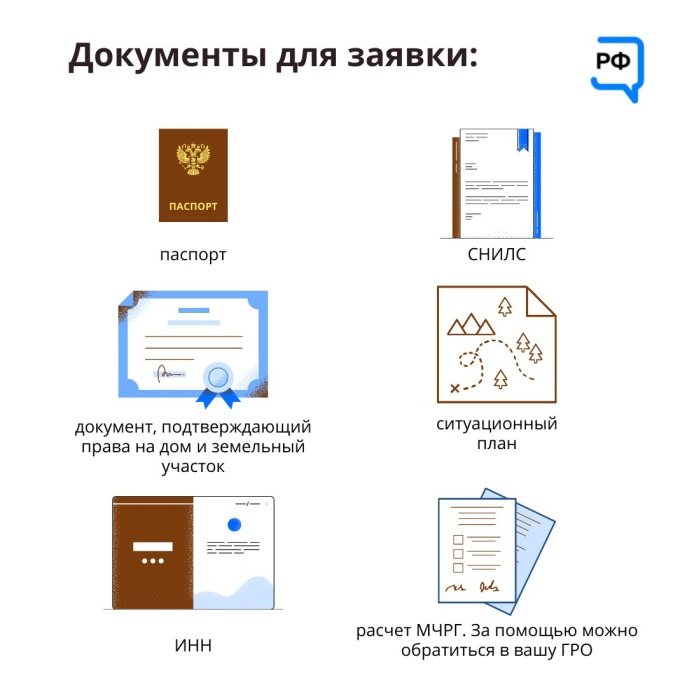 Документы для заявки:
РФ
ПАСПОРТ
паспорт
СНИЛС
документ, подтверждающий
права на дом и земельный
участок
ситуационный
план
ИНН
расчет МЧРГ. За помощью можно
обратиться в вашу ГРО